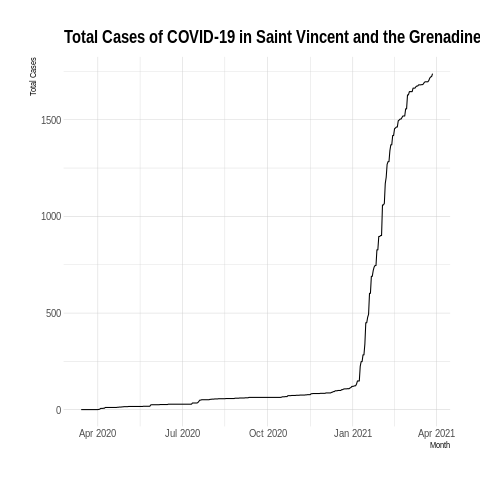 Total Cases of COVID-19 in Saint Vincent and the Grenadine
Total Cases
1500
1000
500
0
Apr 2020 Jul 2020 Oct 2020 Jan 2021 Apr 2021
Month